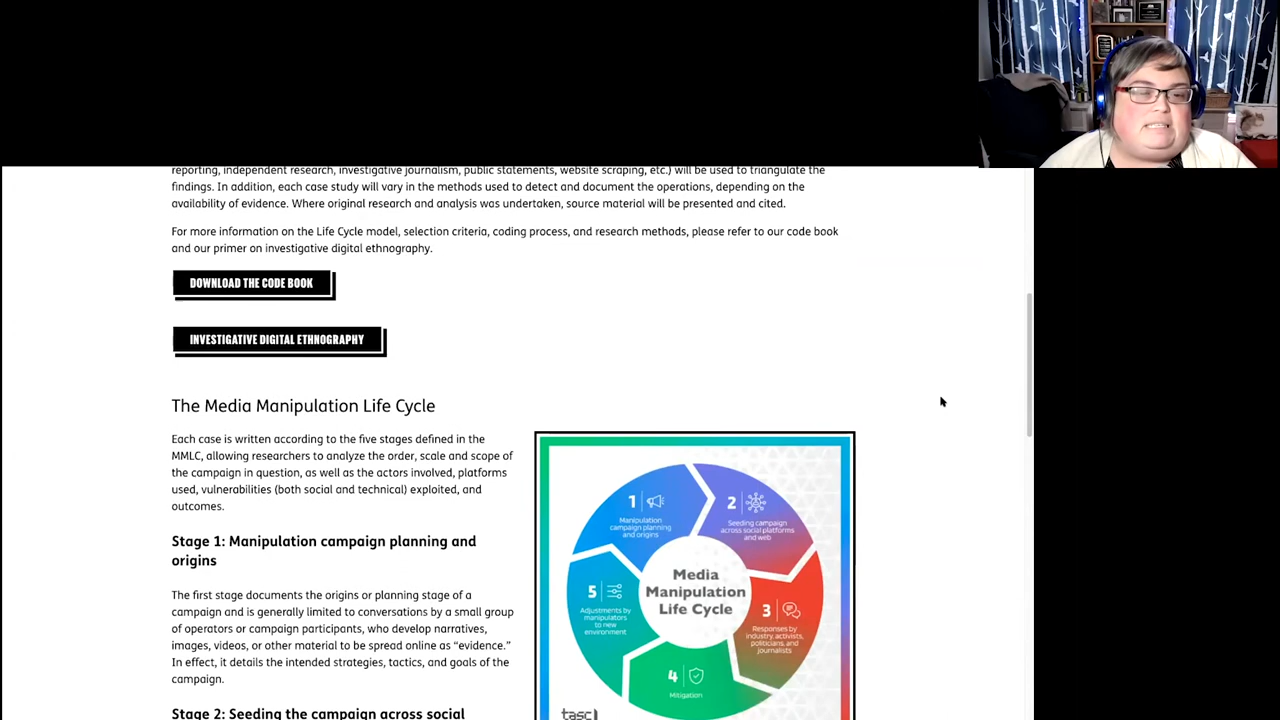 reporting, independent research, investigative journalism, public statements, website scraping, etc.) will be used to triangulate the
findings. In addition, each case study will vary in the methods used to detect and document the operations, depending on the
availability of evidence. Where original research and analysis was undertaken, source material will be presented and cited.
For more information on the Life Cycle model, selection criteria, coding process, and research methods, please refer to our code book
and our primer on investigative digital ethnography.
DOWNLOAD THE CODE BOOK
INVESTIGATIVE DIGITAL ETHNOGRAPHY
The Media Manipulation Life Cycle
Each case is written according to the five stages defined in the
MMLC, allowing researchers to analyze the order, scale and scope of
the campaign in question, as well as the actors involved, platforms
used, vulnerabilities (both social and technical) exploited, and
outcomes.
Stage 1: Manipulation campaign planning and
origins
The first stage documents the origins or planning stage of a
campaign and is generally limited to conversations by a small group
of operators or campaign participants, who develop narratives,
images, videos, or other material to be spread online as “evidence.”
In effect, it details the intended strategies, tactics, and goals of the
campaign.
Stage 2: Seeding the campaign across social
1
Manipulation
campaign planning
and origins
2
Seeding campaign
across social platforms
and web
3
Responses by
industry, activists,
politicians, and
journalists
4
Mitigation
5
Adjustments by
manipulators
to new
environment
Media
Manipulation
Life Cycle
tasc